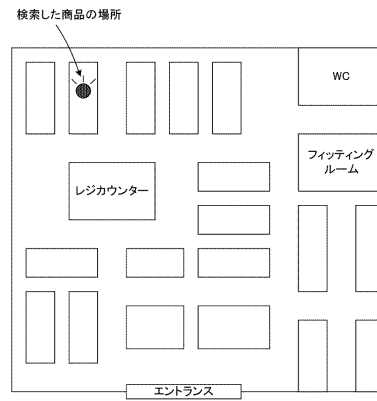 検索した商品の場所
WC
フィッティング
ルーム
レジカウンター
エントランス